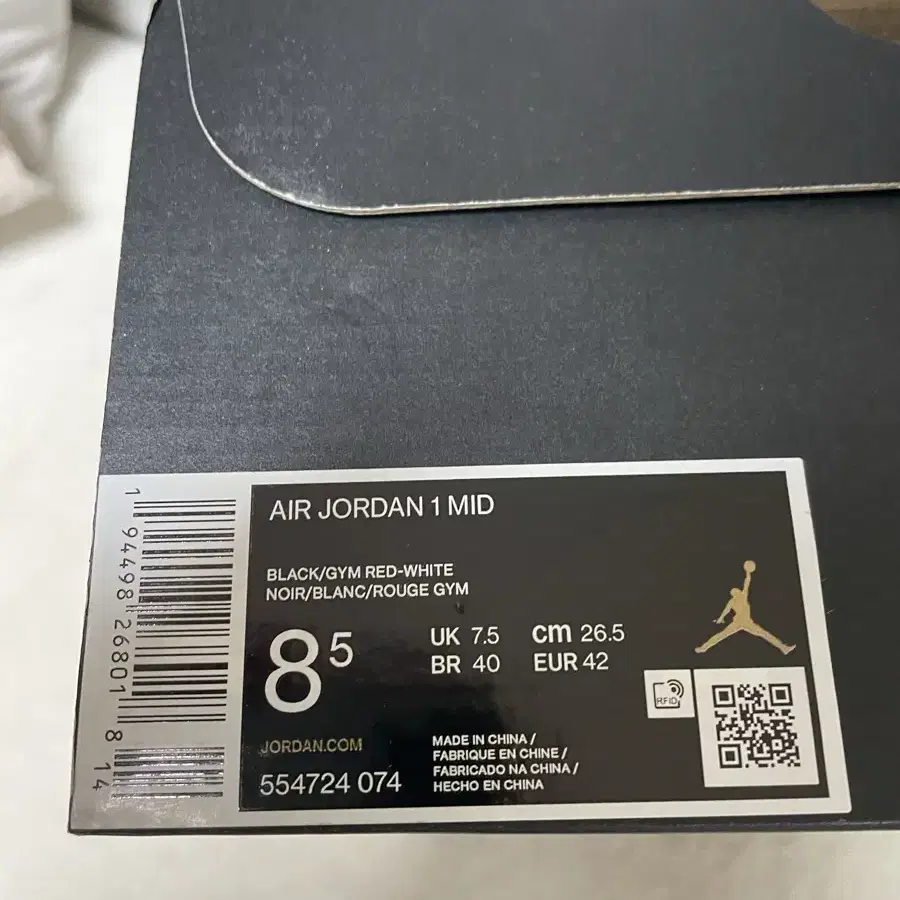 AIR JORDAN 1 MID
BLACK/GYM RED-WHITE
NOIR/BLANC/ROUGE GYM
8 5
UK 7.5 cm 26.5
BR 40 EUR 42
JORDAN.COM
554724 074
MADE IN CHINA /
FABRIQUE EN CHINE /
FABRICADO NA CHINA /
HECHO EN CHINA
RFID
1 94498 26801 8 14